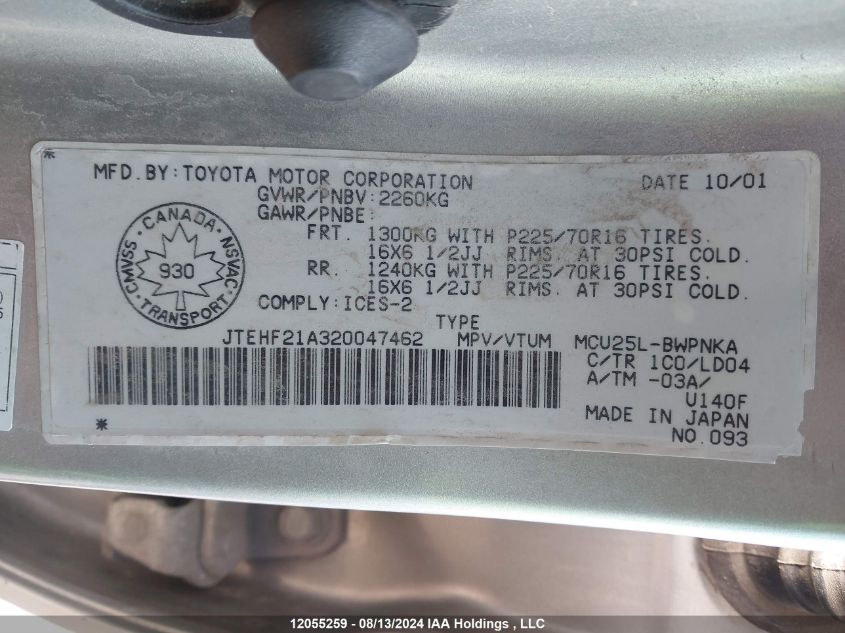 *
MFD. BY: TOYOTA MOTOR CORPORATION DATE 10/01
GVWR/PNBV: 2260KG
GAWR/PNBE:
FRT. 1300KG WITH P225/70R16 TIRES.
16X6 1/2JJ RIMS. AT 30PSI COLD.
RR. 1240KG WITH P225/70R16 TIRES.
16X6 1/2JJ RIMS. AT 30PSI COLD.
COMPLY: ICES-2
CANADA
CMVSS 930 NSVAC
TRANSPORT
TYPE
JTEHF21A320047462 MPV/VTUM MCU25L-BWPNKA
C/TR 1C0/LD04
A/TM -03A/
U140F
MADE IN JAPAN
* NO.093
12055259 - 08/13/2024 IAA Holdings , LLC